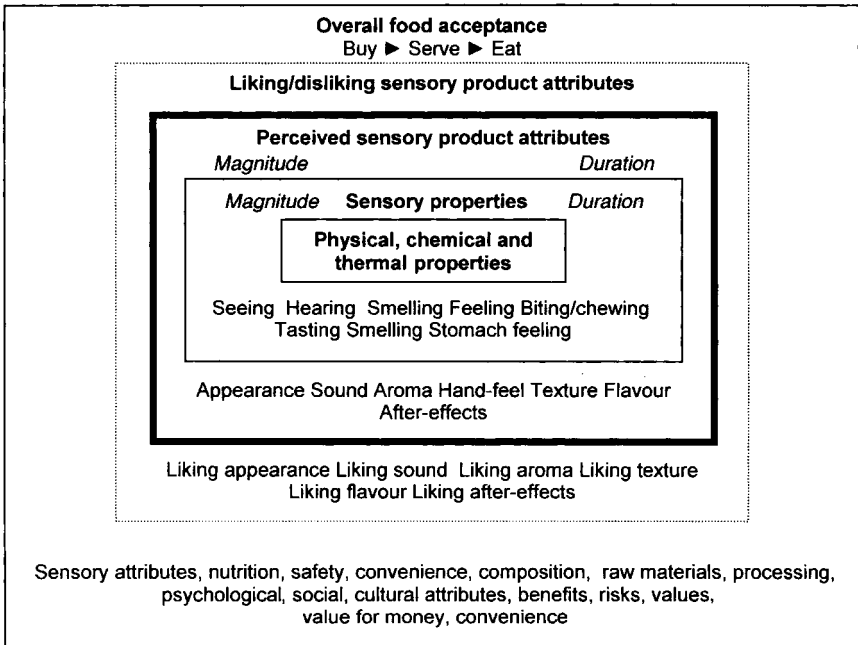 Overall food acceptance
Buy ► Serve ► Eat
Liking/disliking sensory product attributes
Perceived sensory product attributes
Magnitude Duration
Magnitude Sensory properties Duration
Physical, chemical and
thermal properties
Seeing Hearing Smelling Feeling Biting/chewing
Tasting Smelling Stomach feeling
Appearance Sound Aroma Hand-feel Texture Flavour
After-effects
Liking appearance Liking sound Liking aroma Liking texture
Liking flavour Liking after-effects
Sensory attributes, nutrition, safety, convenience, composition, raw materials, processing,
psychological, social, cultural attributes, benefits, risks, values,
value for money, convenience